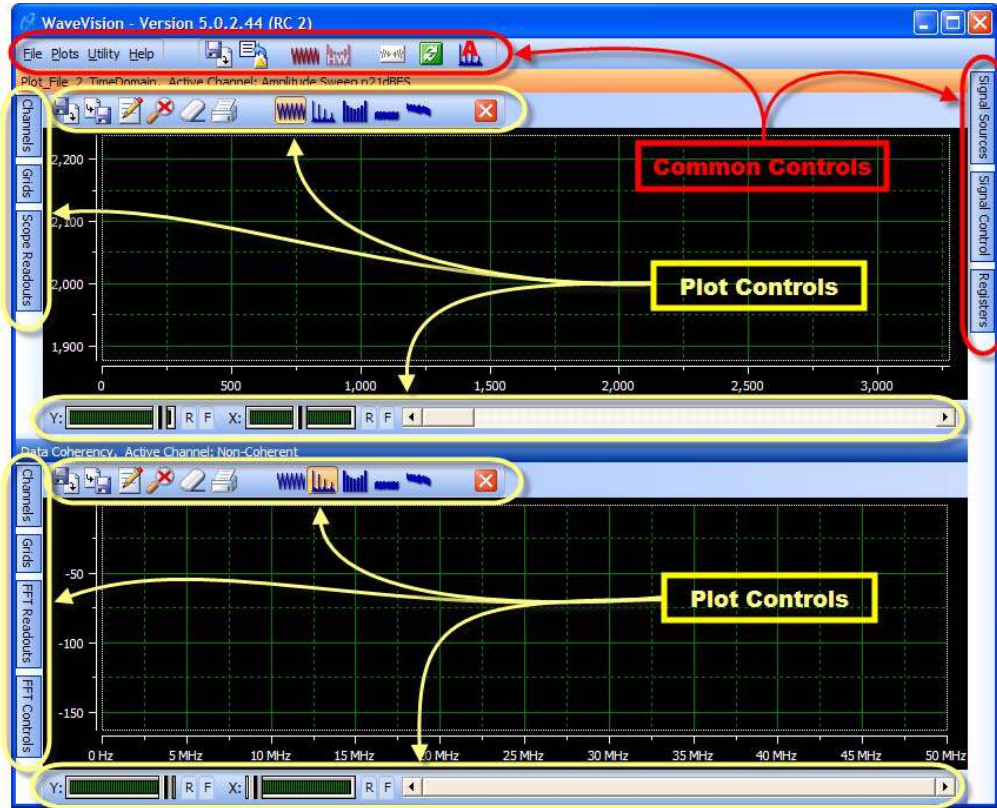 WaveVision - Version 5.0.2.44 (RC 2)
File Plots Utility Help
A
Plot_File_2_TimeDomain, Active Channel: Amplitude Sweep n21dBFS
Channels
Grids
Scope Readouts
Signal Sources
Signal Control
Registers
Common Controls
Plot Controls
2,200
2,100
2,000
1,900
0 500 1,000 1,500 2,000 2,500 3,000
Y: R F X: R F
Data Coherency, Active Channel: Non-Coherent
Channels
Grids
FFT Readouts
FFT Controls
Plot Controls
-50
-100
-150
0 Hz 5 MHz 10 MHz 15 MHz 20 MHz 25 MHz 30 MHz 35 MHz 40 MHz 45 MHz 50 MHz
Y: R F X: R F